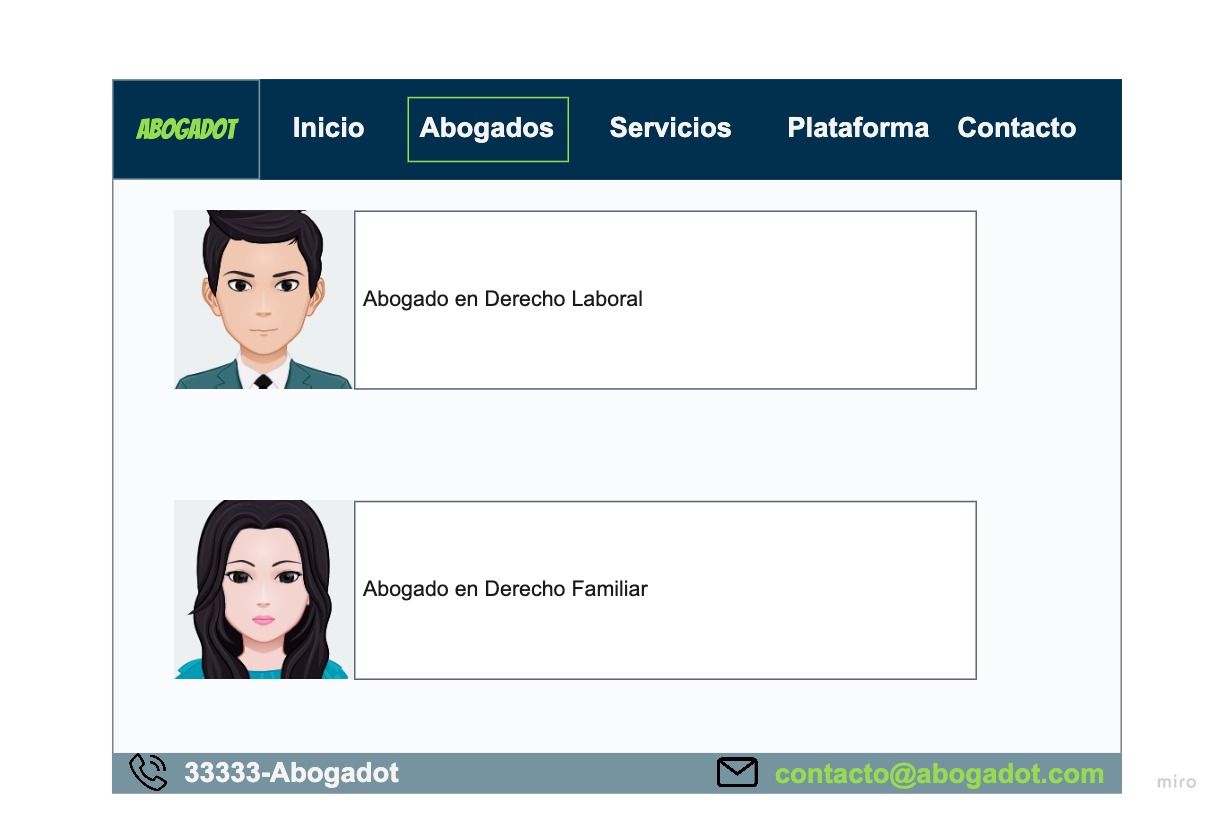 ABOGADOT Inicio Abogados Servicios Plataforma Contacto
Abogado en Derecho Laboral
Abogado en Derecho Familiar
33333-Abogadot contacto@abogadot.com
miro